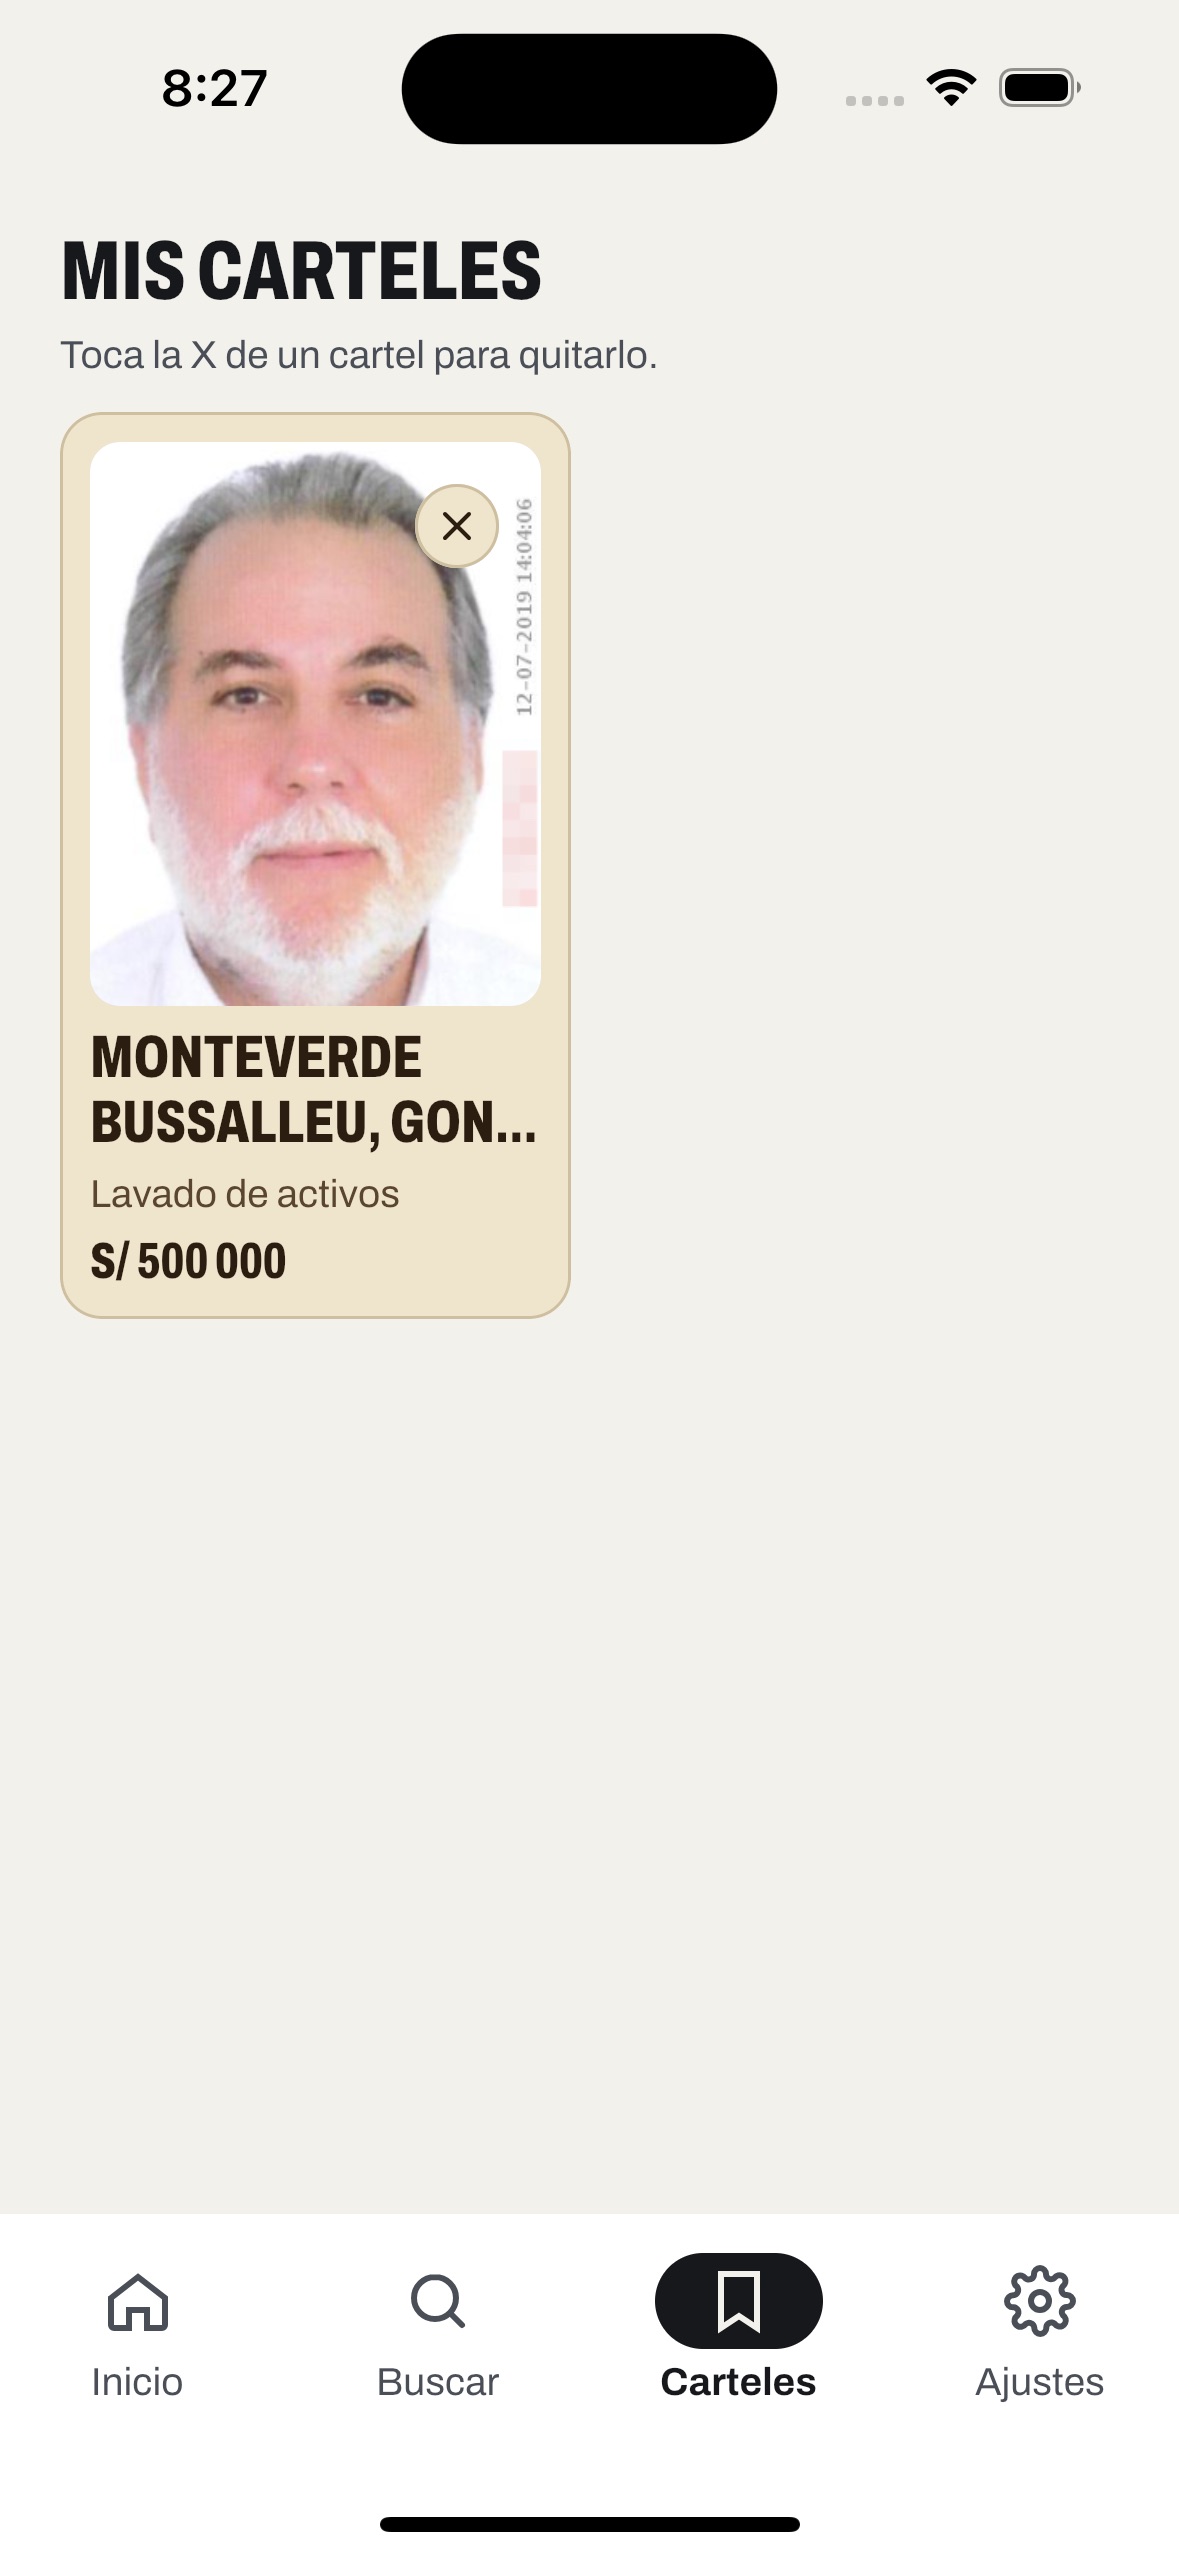 8:27
MIS CARTELES
Toca la X de un cartel para quitarlo.
12-07-2019 14:04:06
MONTEVERDE
BUSSALLEU, GON...
Lavado de activos
S/ 500 000
Inicio
Buscar
Carteles
Ajustes